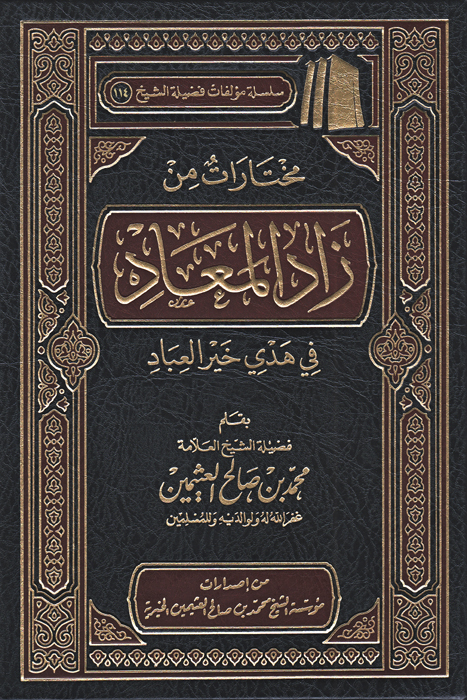 سلسلة مؤلفات فضيلة الشيخ (١١٤)
مختارات من
زاد المعاد
في هدي خير العباد
بقلم
فضيلة الشيخ العلامة
محمد بن صالح العثيمين
غفر الله له ولوالديه وللمسلمين
من إصدارات
مؤسسة الشيخ محمد بن صالح العثيمين الخيرية